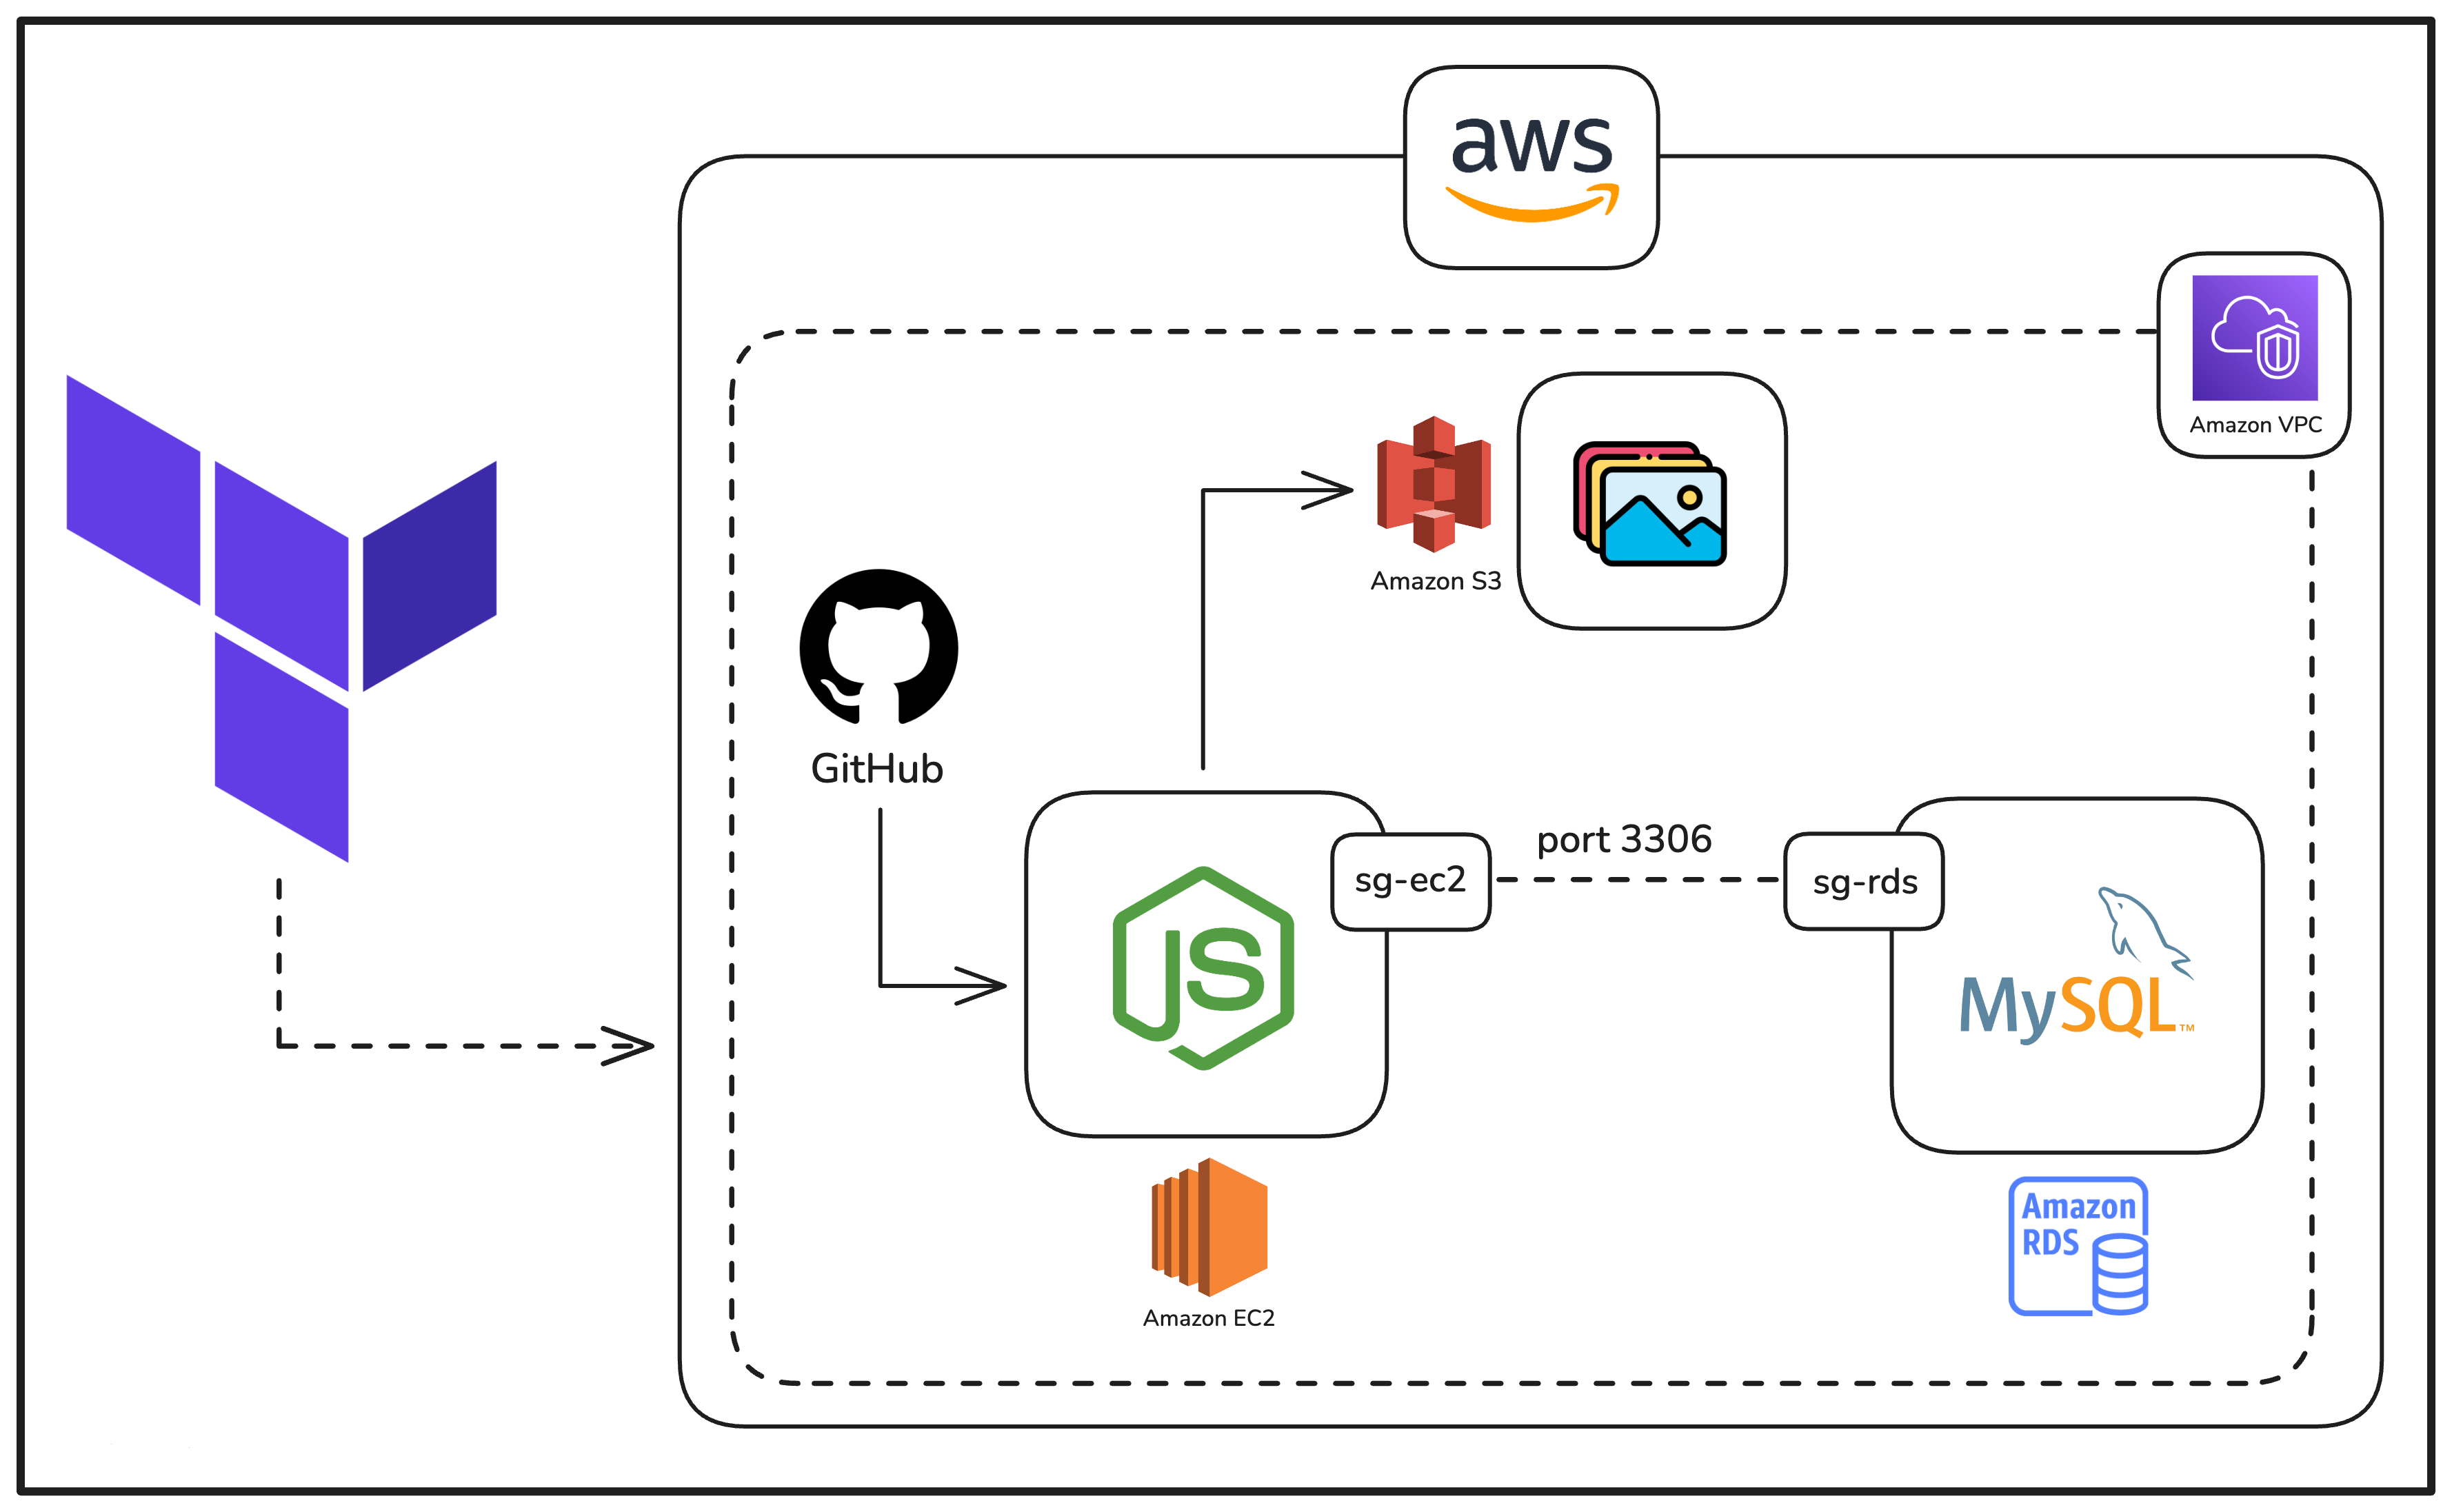 aws
Amazon VPC
Amazon S3
GitHub
port 3306
sg-ec2
sg-rds
JS
MySQL™
Amazon
RDS
Amazon EC2